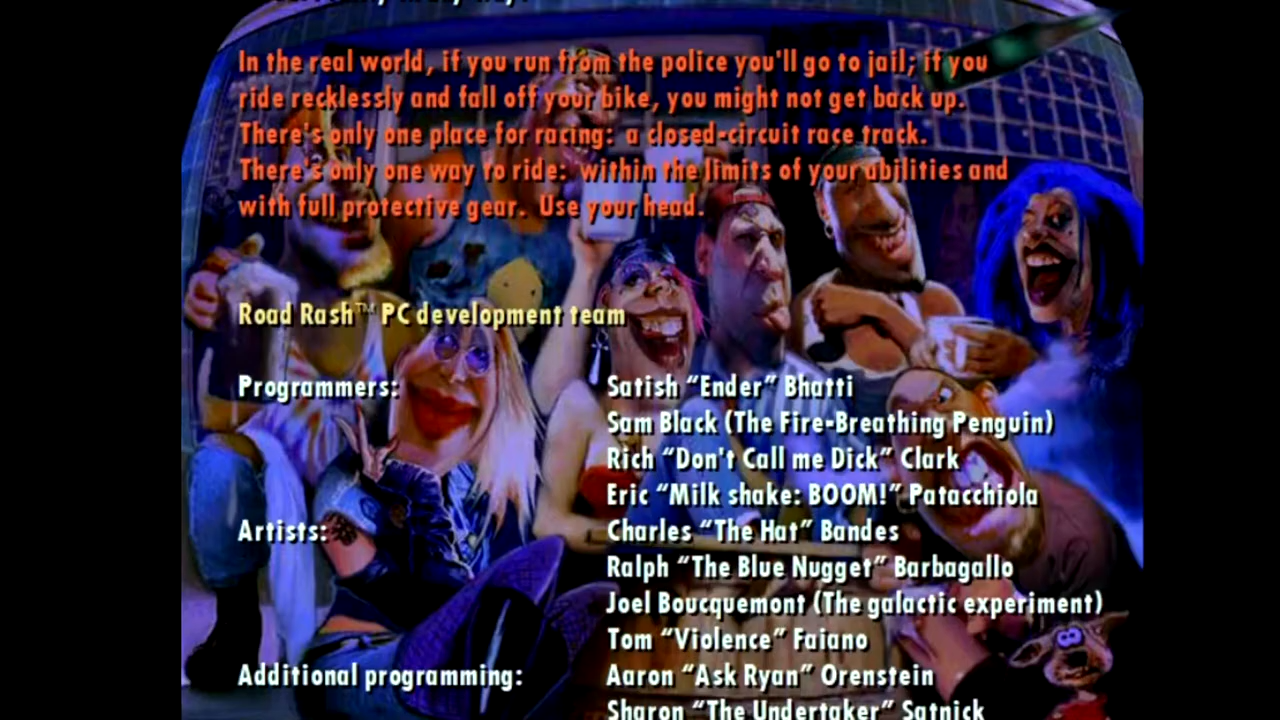 In the real world, if you run from the police you'll go to jail; if you
ride recklessly and fall off your bike, you might not get back up.
There's only one place for racing:  a closed-circuit race track.
There's only one way to ride:  within the limits of your abilities and
with full protective gear.  Use your head.
Road Rash™ PC development team
Programmers: Satish “Ender” Bhatti
Sam Black (The Fire-Breathing Penguin)
Rich “Don't Call me Dick” Clark
Eric “Milk shake: BOOM!” Patacchiola
Artists: Charles “The Hat” Bandes
Ralph “The Blue Nugget” Barbagallo
Joel Boucquemont (The galactic experiment)
Tom “Violence” Faiano
Additional programming: Aaron “Ask Ryan” Orenstein
Sharon “The Undertaker” Satnick